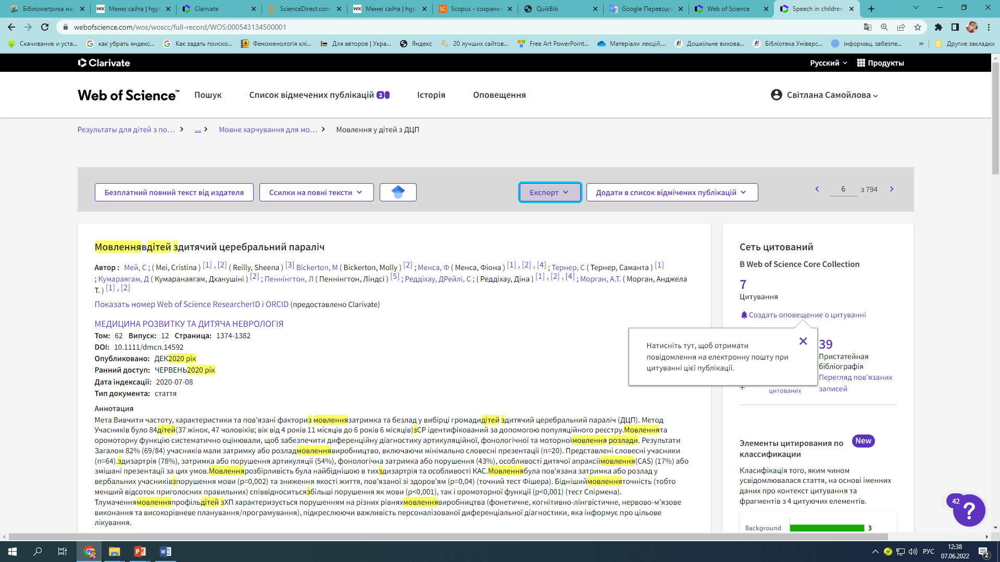 Бібліометрика нау
Меню сайта | hgpa
Clarivate
ScienceDirect.com
Меню сайта | hgpa
Scopus - сохранен
QuikBib
Google Переводч
Web of Science
Speech in children
webofscience.com/wos/woscc/full-record/WOS:000543134500001
Скачивание и уста...
как убрать яндекс...
Как задать поиско...
Феноменологія клі...
Для авторов | Укра...
Яндекс
20 лучших сайтов...
Free Art PowerPoint...
Матеріали лекцій,...
Дошкільне вихова...
Бібліотека Універс...
інформац. забезпе...
»
Другие закладки
Clarivate
Русский
Продукты
Web of Science™
Пошук
Список відмечених публікацій 2
Історія
Оповещення
Світлана Самойлова
Результаты для дітей з по… > ... > Мовне харчування для мо… > Мовлення у дітей з ДЦП
Безплатний повний текст від издателя
Ссилки на повні тексти
Експорт
Додати в список відмічених публікацій
6 з 794
Мовленнявдітей здитячий церебральний параліч
Автор : Мей, С ; ( Mei, Cristina ) [1] , [2] ( Reilly, Sheena ) [3] Bickerton, M ( Bickerton, Molly ) [2] ; Менса, Ф ( Менса, Фіона ) [1] , [2] , [4] ; Тернер, С ( Тернер, Саманта ) [1]
; Кумараягам, Д ( Кумаранаягам, Дханушіні ) [2] ; Пеннінгтон, Л ( Пеннінгтон, Ліндсі ) [5] ; Реддіхау, ДРейлі, С ; ( Реддіхау, Діна ) [1] , [2] , [4] ; Морган, А.Т. ( Морган, Анджела
Т. ) [1] , [2]
Показать номер Web of Science ResearcherID і ORCID (предоставлено Clarivate)
МЕДИЦИНА РОЗВИТКУ ТА ДИТЯЧА НЕВРОЛОГІЯ
Том: 62 Випуск: 12 Страница: 1374-1382
DOI: 10.1111/dmcn.14592
Опубликовано: ДЕК2020 рік
Ранний доступ: ЧЕРВЕНЬ2020 рік
Дата індексації: 2020-07-08
Тип документа: стаття
Аннотация
Мета Вивчити частоту, характеристики та пов'язані факториз мовленнязатримка та безлад у вибірці громадидітей здитячий церебральний параліч (ДЦП). Метод
Учасників було 84дітей(37 жінок, 47 чоловіків; вік від 4 років 11 місяців до 6 років 6 місяців)зСР ідентифікований за допомогою популяційного реєстру.Мовленнята
оромоторну функцію систематично оцінювали, щоб забезпечити диференційну діагностику артикуляційної, фонологічної та моторноїмовлення розлади. Результати
Загалом 82% (69/84) учасників мали затримку або розладмовленнявиробництво, включаючи мінімально словесні презентації (n=20). Представлені словесні учасники
(n=64).здизартрія (78%), затримка або порушення артикуляції (54%), фонологічна затримка або порушення (43%), особливості дитячої апраксіїмовлення(CAS) (17%) або
змішані презентації за цих умов.Мовленнярозбірливість була найбіднішою в тихздизартрія та особливості КАС.Мовленнябула пов'язана затримка або розлад у
вербальних учасниківзпорушення мови (p=0,002) та зниження якості життя, пов'язаної зі здоров'ям (p=0,04) (точний тест Фішера). Бідніщиймовленняточність (тобто
менший відсоток приголосних правильних) співвідноситьсязбільші порушення як мови (p<0,001), так і оромоторної функції (p<0,001) (тест Спірмена).
Тлумаченнямовленняпрофільдітей зХП характеризується порушенням на різних рівняхмовленнявиробництва (фонетичне, когнітивно-лінгвістичне, нервово-м’язове
виконання та високорівневе планування/програмування), підкреслюючи важливість персоналізованої диференціальної діагностики, яка інформує про цільове
лікування.
Сеть цитований
В Web of Science Core Collection
7
Цитування
Создать оповещение о цитуванні
Натисніть тут, щоб отримати
повідомлення на електронну пошту при
цитуванні цієї публікації.
39
Пристатейная
бібліографія
Перегляд пов'язаних
записей
+ цитованих
Элементы цитирования по
классификации
New
Класифікація того, яким чином
усвідомлювалася стаття, на основі іменних
даних про контекст цитування та
фрагментів з 4 цитуючих елементів.
Background 3
42
?
РУС
12:38
07.06.2022
2